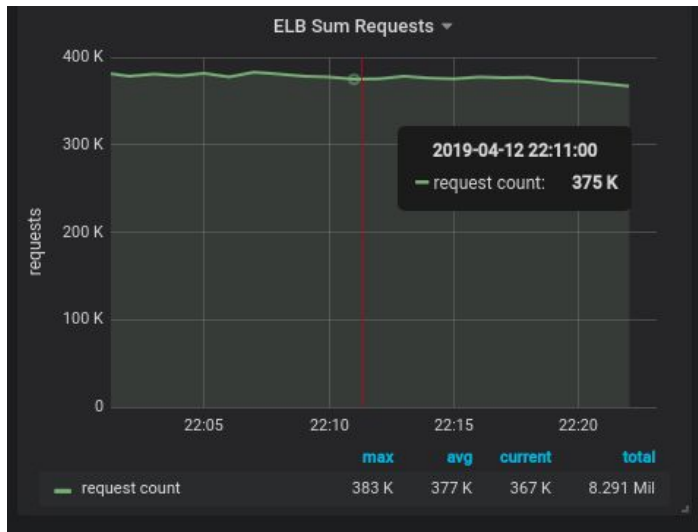 ELB Sum Requests
400 K
300 K
200 K
100 K
0
requests
2019-04-12 22:11:00
request count: 375 K
22:05 22:10 22:15 22:20
max avg current total
request count 383 K 377 K 367 K 8.291 Mil